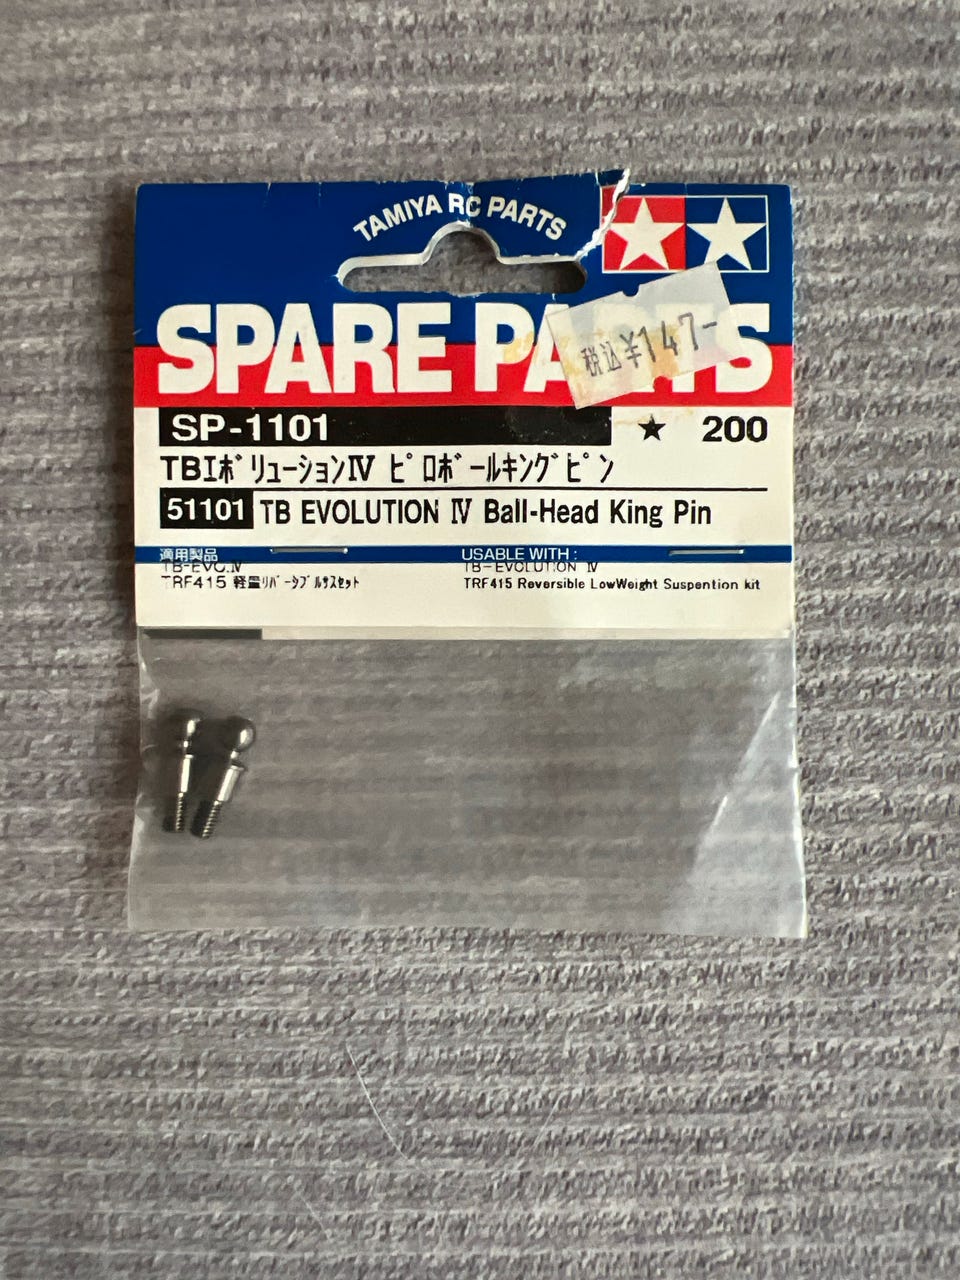 TAMIYA RC PARTS
SPARE PARTS
税込¥147-
SP-1101 ★ 200
TBエボリューションⅣ ピロボールキングピン
51101 TB EVOLUTION Ⅳ Ball-Head King Pin
適用製品
TB-EVO.Ⅳ
TRF415 軽量リバーシブルサスセット
USABLE WITH :
TB-EVOLUTION Ⅳ
TRF415 Reversible LowWeight Suspention kit